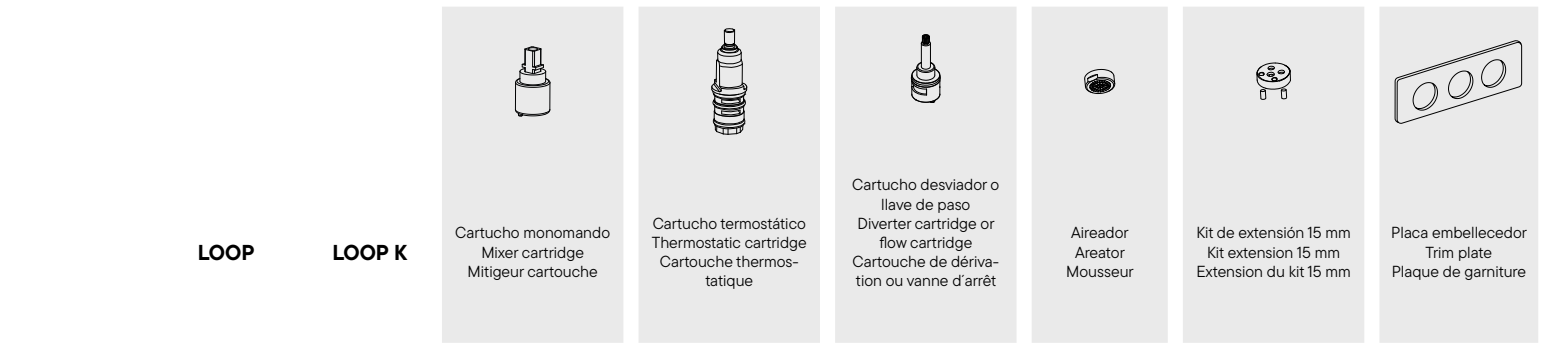 LOOP
LOOP K
Cartucho monomando
Mixer cartridge
Mitigeur cartouche
Cartucho termostático
Thermostatic cartridge
Cartouche thermos-
tatique
Cartucho desviador o
llave de paso
Diverter cartridge or
flow cartridge
Cartouche de dériva-
tion ou vanne d´arrêt
Aireador
Areator
Mousseur
Kit de extensión 15 mm
Kit extension 15 mm
Extension du kit 15 mm
Placa embellecedor
Trim plate
Plaque de garniture